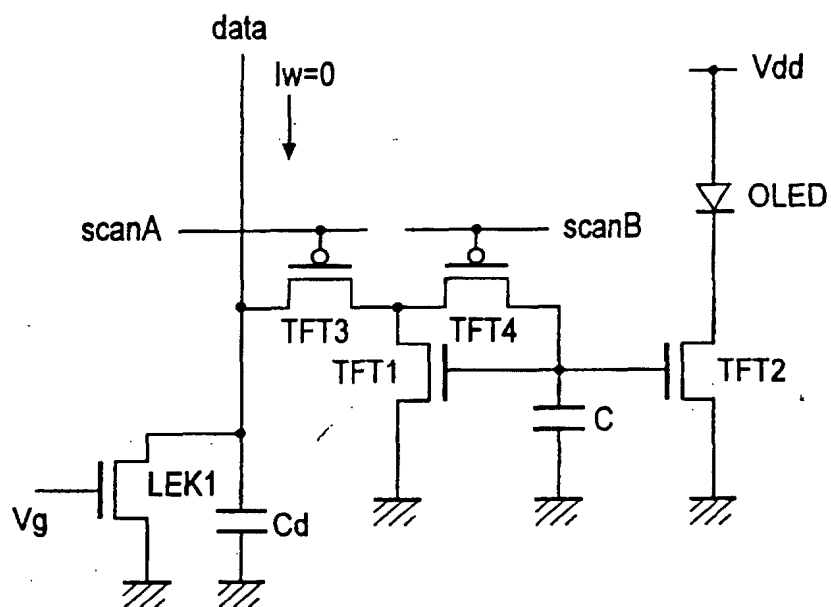 data
Iw=0
Vdd
OLED
scanA
scanB
TFT3
TFT4
TFT1
TFT2
C
LEK1
Vg
Cd